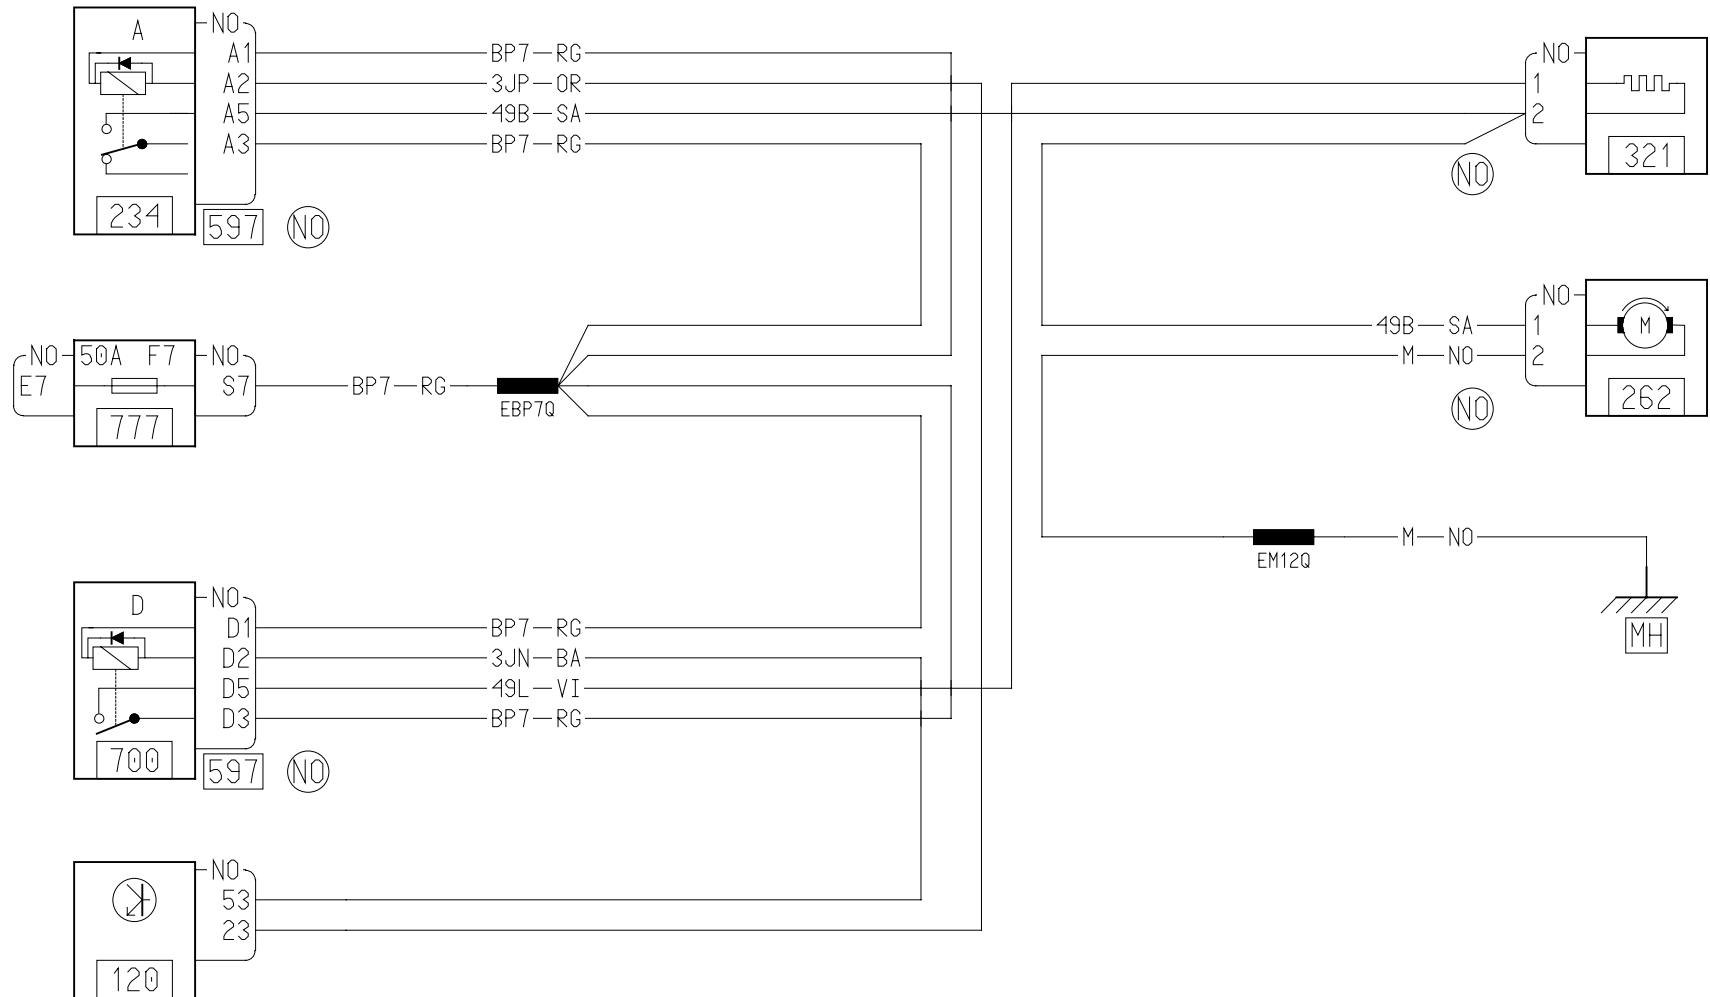 A NO
A1 BP7 RG
A2 3JP OR
A5 49B SA
A3 BP7 RG
234
597 NO
NO
1
2
321
NO
NO
1 49B SA
2 M NO
262
NO
NO 50A F7 NO
E7 S7 BP7 RG
777
EBP7Q
M
M NO
EM12Q
MH
D NO
D1 BP7 RG
D2 3JN BA
D5 49L VI
D3 BP7 RG
700
597 NO
NO
53
23
120